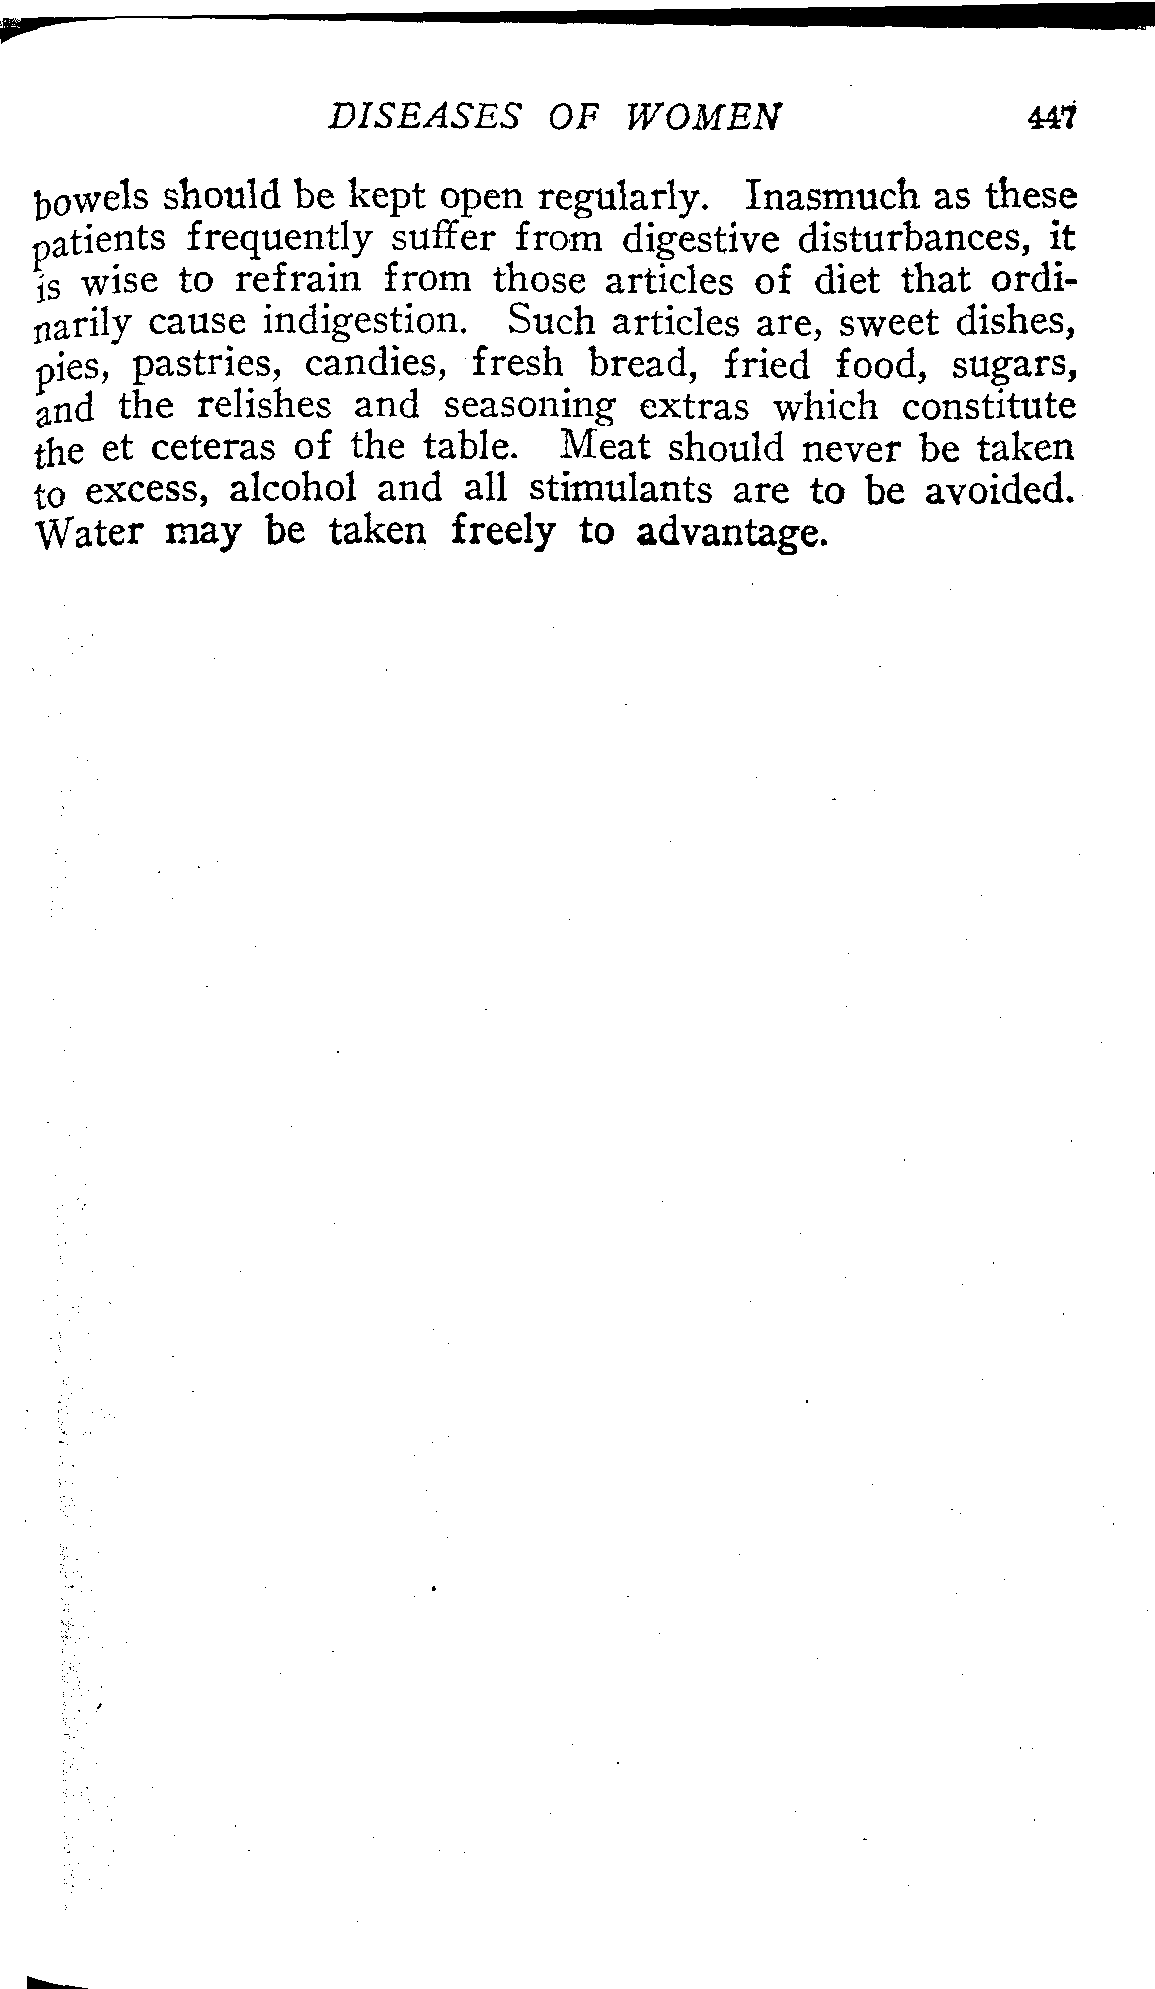 DISEASES OF WOMEN 447
bowels should be kept open regularly. Inasmuch as these
patients frequently suffer from digestive disturbances, it
is wise to refrain from those articles of diet that ordi-
narily cause indigestion. Such articles are, sweet dishes,
pies, pastries, candies, fresh bread, fried food, sugars,
and the relishes and seasoning extras which constitute
the et ceteras of the table. Meat should never be taken
to excess, alcohol and all stimulants are to be avoided.
Water may be taken freely to advantage.